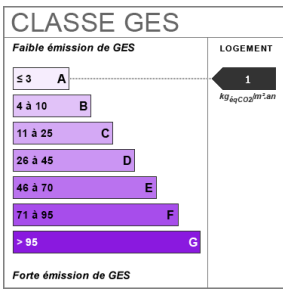 CLASSE GES
Faible émission de GES
LOGEMENT
≤ 3 A
1
kgéqCO2/m².an
4 à 10 B
11 à 25 C
26 à 45 D
46 à 70 E
71 à 95 F
> 95 G
Forte émission de GES